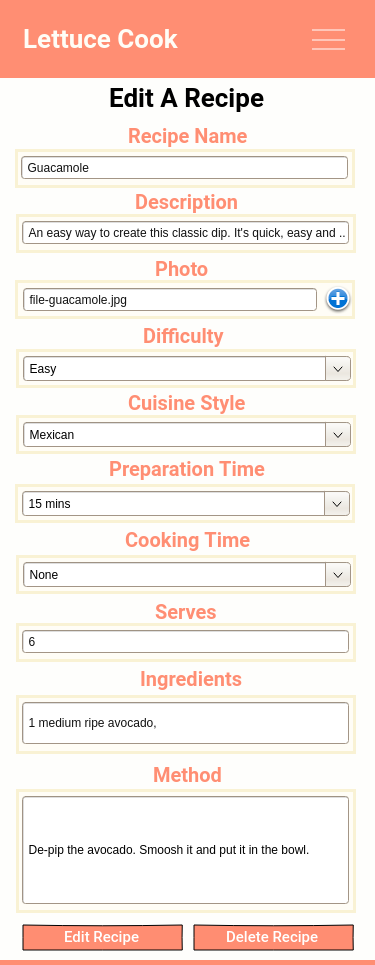 Lettuce Cook
Edit A Recipe
Recipe Name
Guacamole
Description
An easy way to create this classic dip. It's quick, easy and ..
Photo
file-guacamole.jpg
Difficulty
Easy
Cuisine Style
Mexican
Preparation Time
15 mins
Cooking Time
None
Serves
6
Ingredients
1 medium ripe avocado,
Method
De-pip the avocado. Smoosh it and put it in the bowl.
Edit Recipe
Delete Recipe